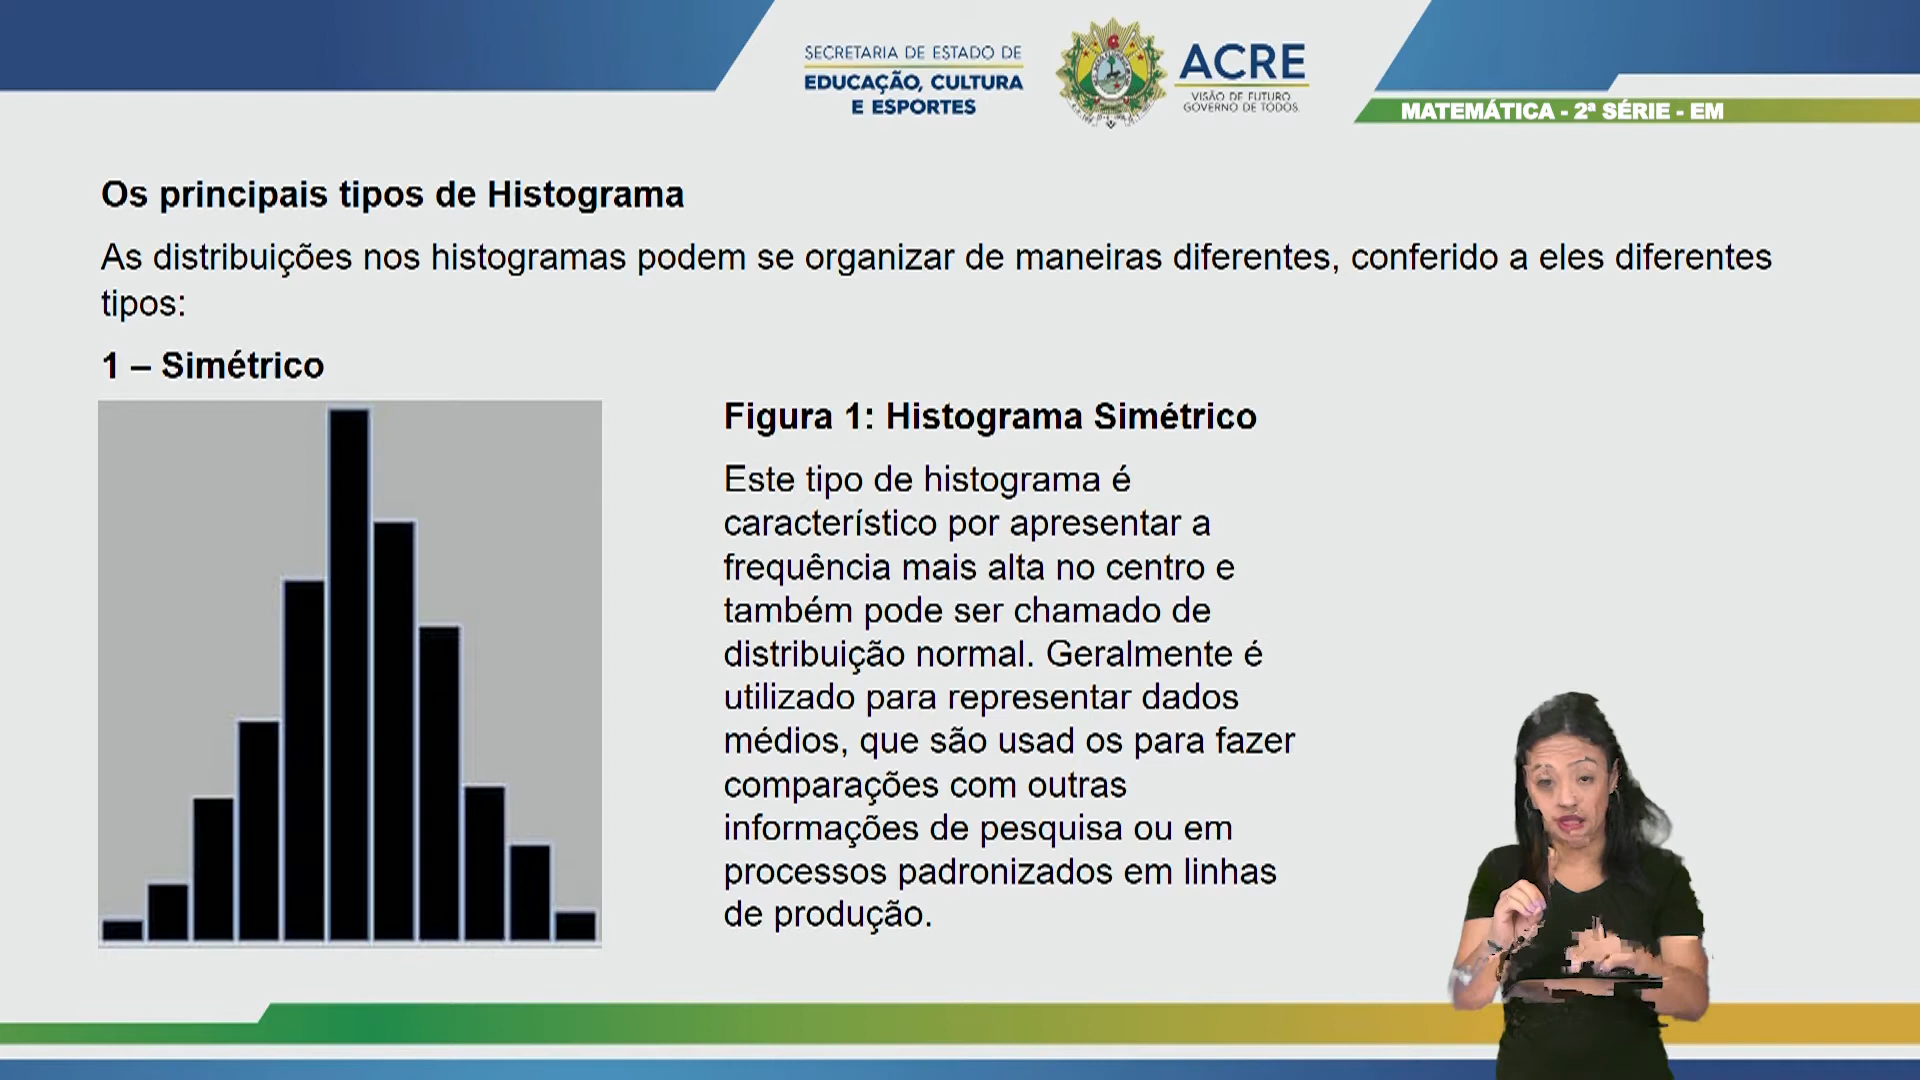 SECRETARIA DE ESTADO DE
EDUCAÇÃO, CULTURA
E ESPORTES
ACRE
VISÃO DE FUTURO
GOVERNO DE TODOS.
MATEMÁTICA - 2ª SÉRIE - EM
Os principais tipos de Histograma
As distribuições nos histogramas podem se organizar de maneiras diferentes, conferido a eles diferentes
tipos:
1 – Simétrico
Figura 1: Histograma Simétrico
Este tipo de histograma é
característico por apresentar a
frequência mais alta no centro e
também pode ser chamado de
distribuição normal. Geralmente é
utilizado para representar dados
médios, que são usad os para fazer
comparações com outras
informações de pesquisa ou em
processos padronizados em linhas
de produção.